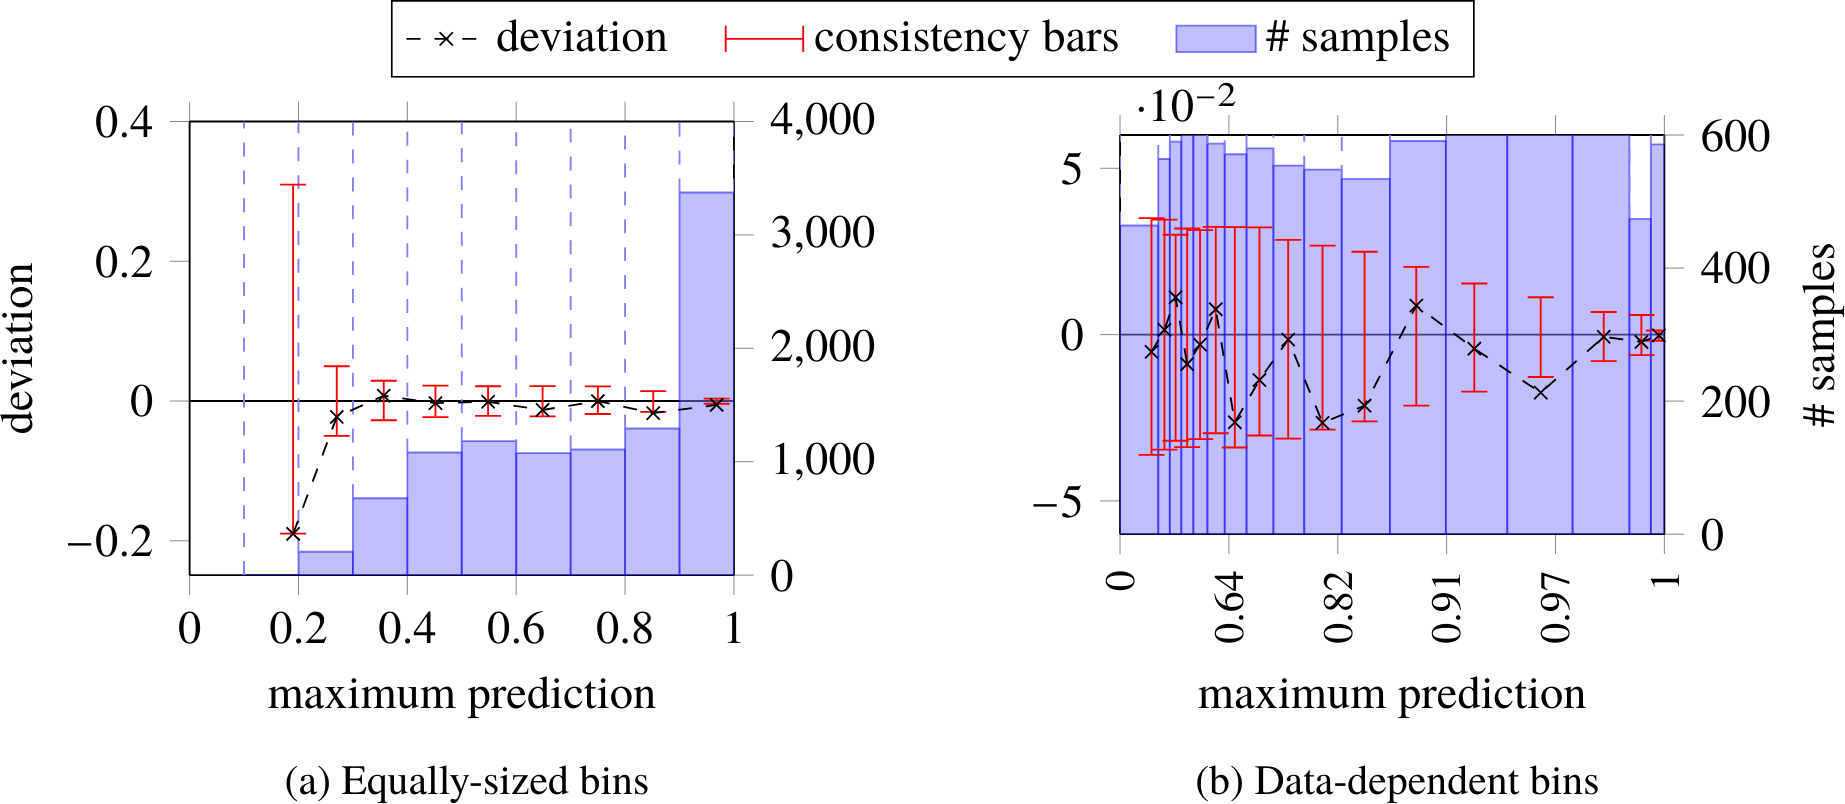 deviation consistency bars # samples
0.4
0.2
0
−0.2
deviation
4,000
3,000
2,000
1,000
0
0 0.2 0.4 0.6 0.8 1
maximum prediction
(a) Equally-sized bins
·10−2
5
0
−5
600
400
200
0
# samples
0 0.64 0.82 0.91 0.97 1
maximum prediction
(b) Data-dependent bins